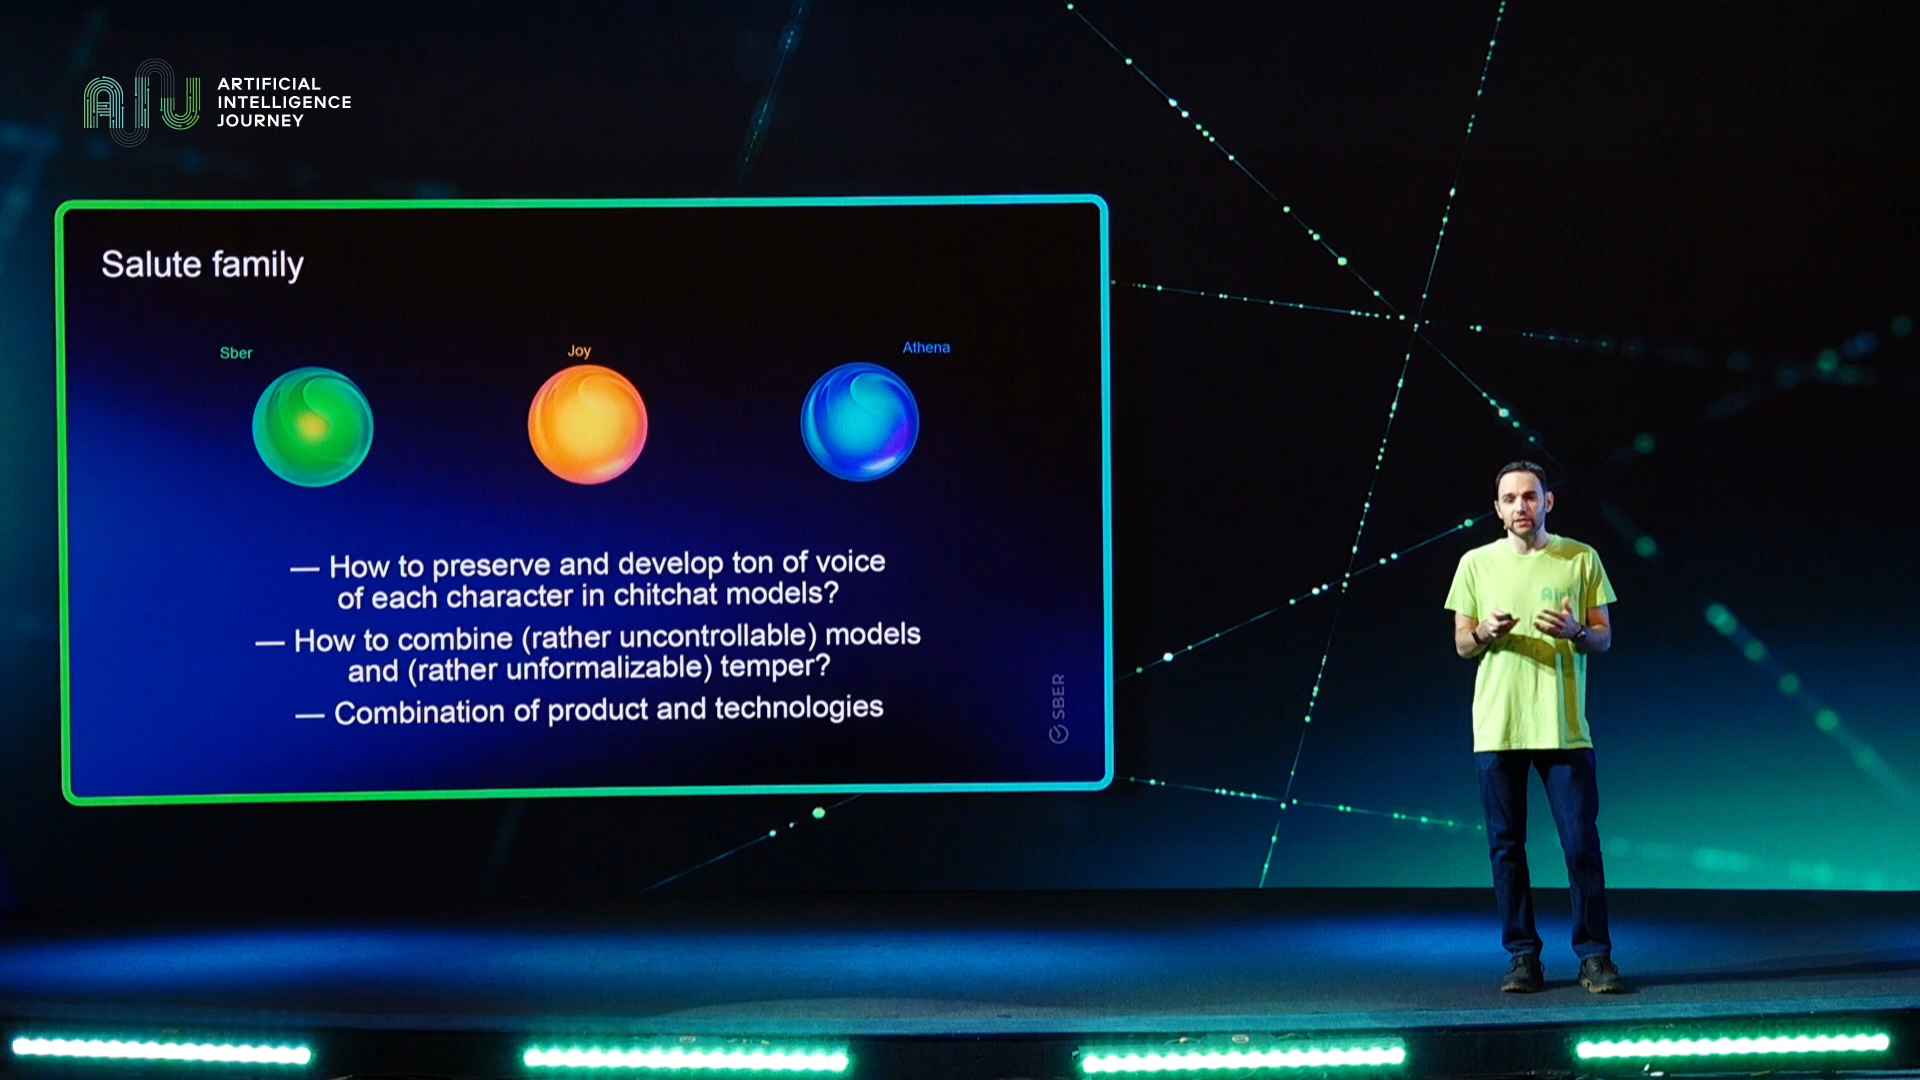 ARTIFICIAL
INTELLIGENCE
JOURNEY
Salute family
Sber
Joy
Athena
— How to preserve and develop ton of voice
of each character in chitchat models?
— How to combine (rather uncontrollable) models
and (rather unformalizable) temper?
— Combination of product and technologies
SBER